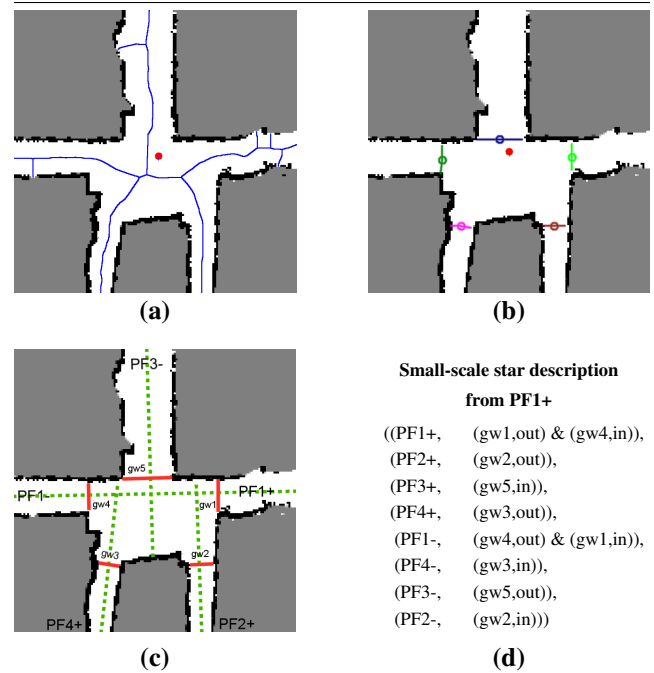 (a)
(b)
PF3-
gw5
PF1-
PF1+
gw4
gw1
gw3
gw2
PF4+
PF2+
(c)
Small-scale star description
from PF1+
((PF1+, (gw1,out) & (gw4,in)),
(PF2+, (gw2,out)),
(PF3+, (gw5,in)),
(PF4+, (gw3,out)),
(PF1-, (gw4,out) & (gw1,in)),
(PF4-, (gw3,in)),
(PF3-, (gw5,out)),
(PF2-, (gw2,in)))
(d)